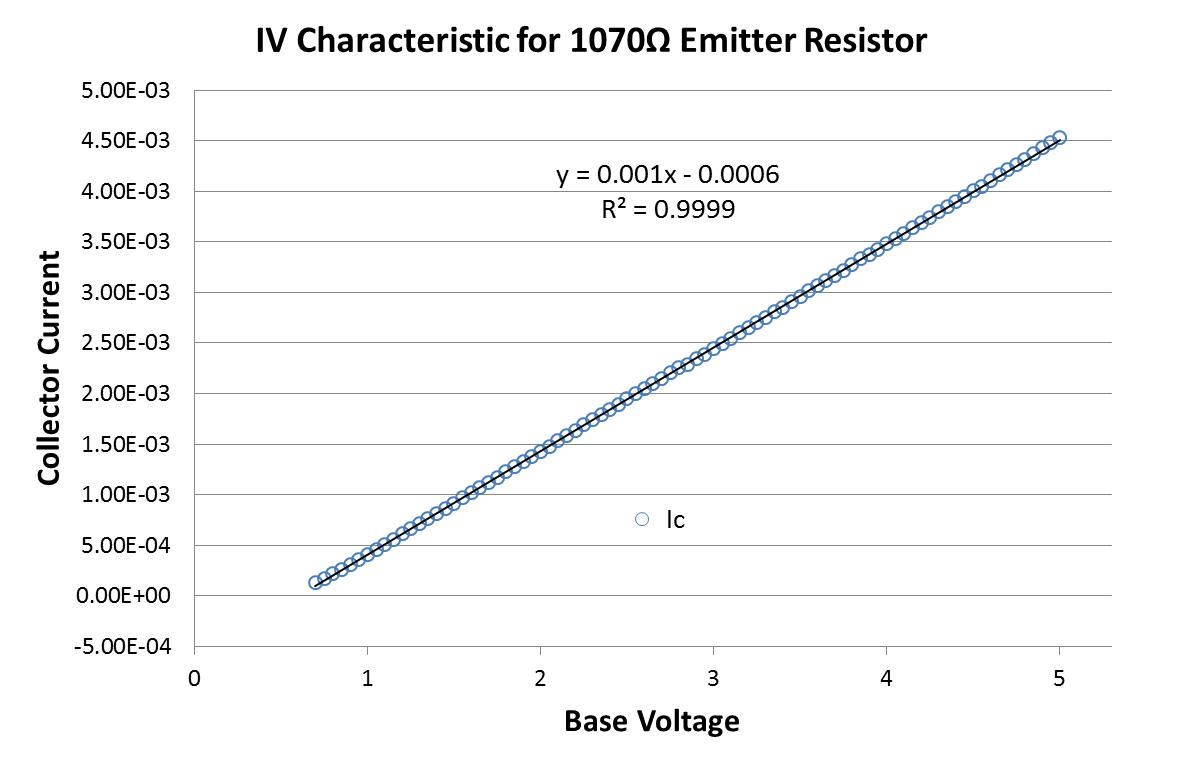 IV Characteristic for 1070Ω Emitter Resistor
5.00E-03
4.50E-03
4.00E-03
3.50E-03
3.00E-03
2.50E-03
2.00E-03
1.50E-03
1.00E-03
5.00E-04
0.00E+00
-5.00E-04
Collector Current
y = 0.001x - 0.0006
R² = 0.9999
Ic
0 1 2 3 4 5
Base Voltage